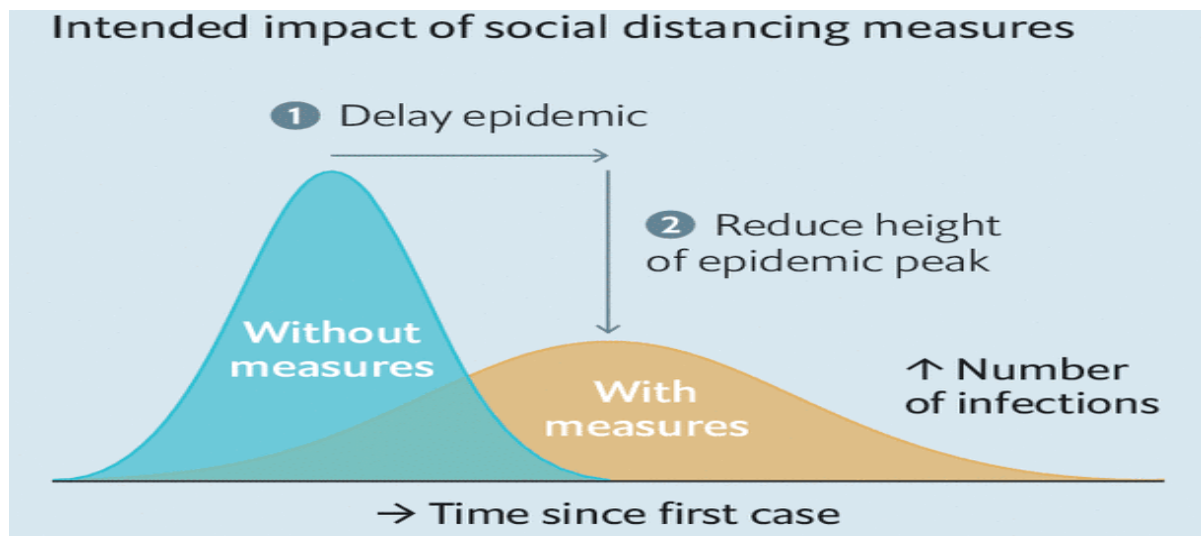 Intended impact of social distancing measures
1 Delay epidemic
2 Reduce height
of epidemic peak
Without
measures
With
measures
↑ Number
of infections
→ Time since first case